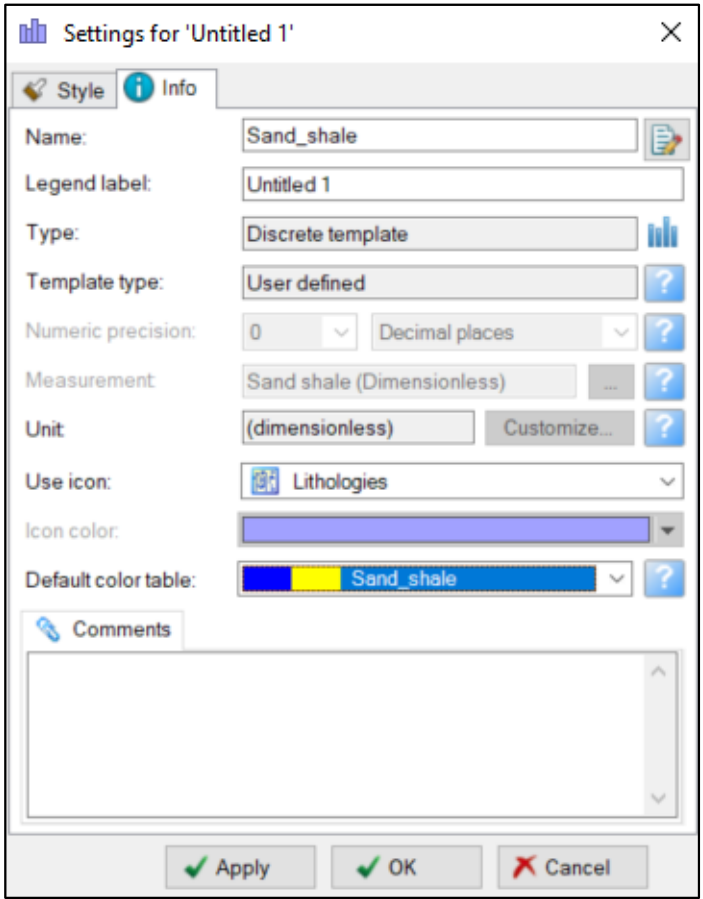 Settings for 'Untitled 1'
Style Info
Name: Sand_shale
Legend label: Untitled 1
Type: Discrete template
Template type: User defined ?
Numeric precision: 0 Decimal places ?
Measurement: Sand shale (Dimensionless) ... ?
Unit: (dimensionless) Customize... ?
Use icon: Lithologies
Icon color:
Default color table: Sand_shale ?
Comments
Apply OK Cancel